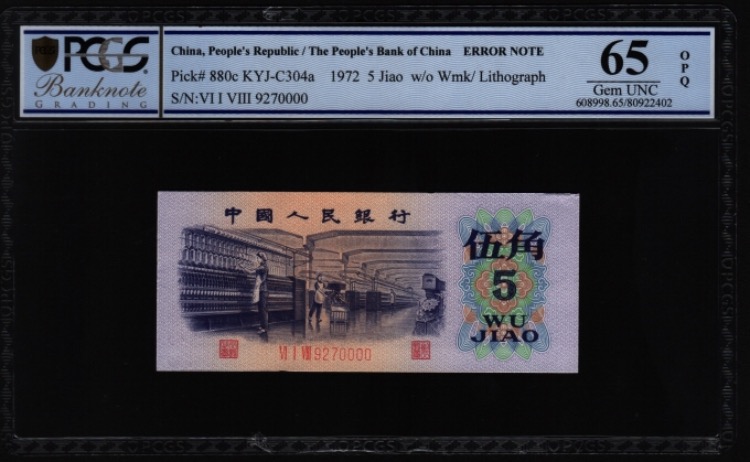 PCGS
Banknote
GRADING
China, People's Republic / The People's Bank of China ERROR NOTE
Pick# 880c KYJ-C304a 1972 5 Jiao w/o Wmk/ Lithograph
S/N:VI I VIII 9270000
65
Gem UNC
OPQ
608998.65/80922402
中國人民銀行
伍角
5
WU
JIAO
VI I VIII 9270000